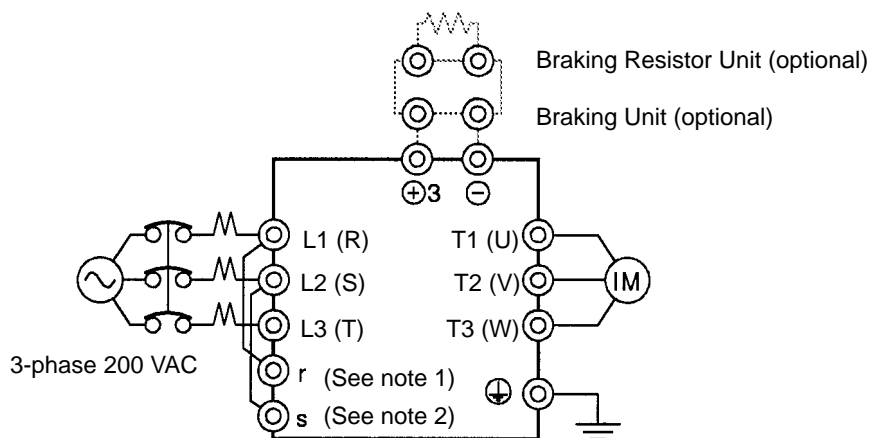 Braking Resistor Unit (optional)
Braking Unit (optional)
⊕3 ⊖
L1 (R) T1 (U)
L2 (S) T2 (V) IM
L3 (T) T3 (W)
3-phase 200 VAC
r (See note 1)
s (See note 2)